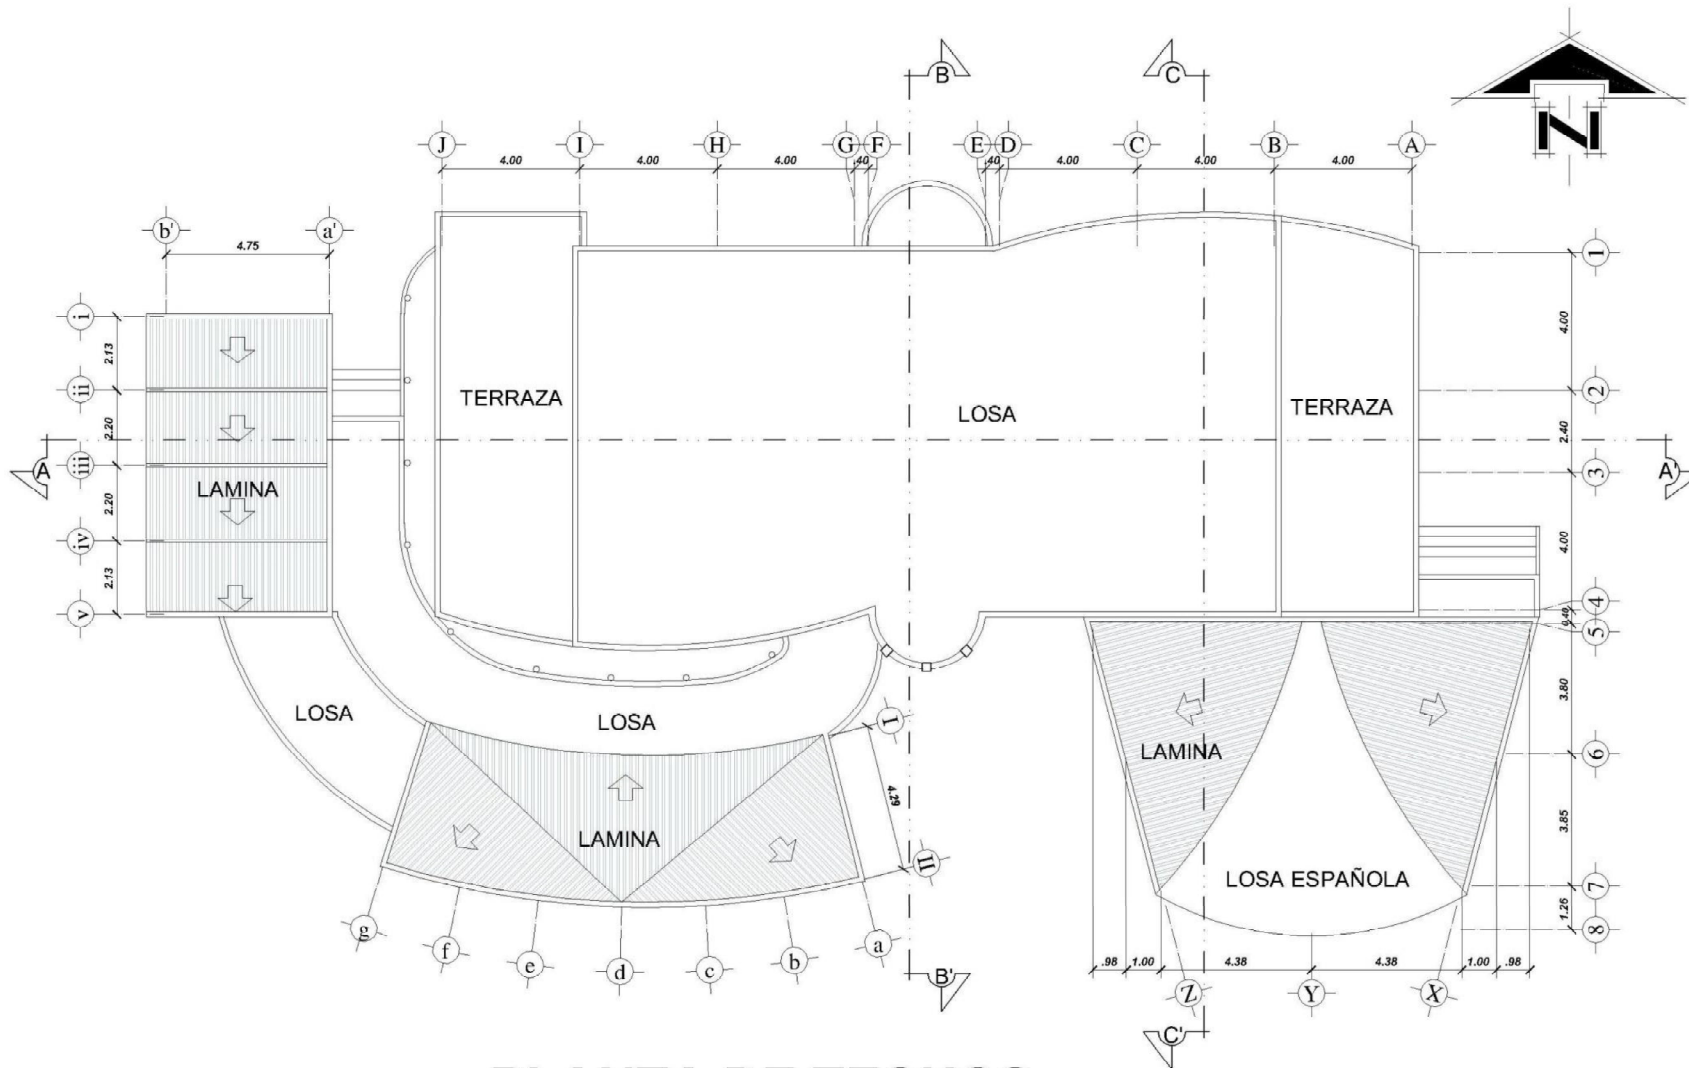 B C
N
J I H G F E D C B A
4.00 4.00 4.00 .40 .40 4.00 4.00 4.00
b' a'
4.75
1
i
4.00
2.13
ii
2
TERRAZA
TERRAZA
LOSA
2.20
2.40
A
iii
3
A'
LAMINA
2.20
4.00
iv
2.13
v
4
0.40
5
3.80
LOSA
LOSA
I
LAMINA
6
4.29
3.85
LAMINA
II
LOSA ESPAÑOLA
7
1.25
8
g f e d c b a
.98 1.00 4.38 4.38 1.00 .98
B'
Z Y X
C'